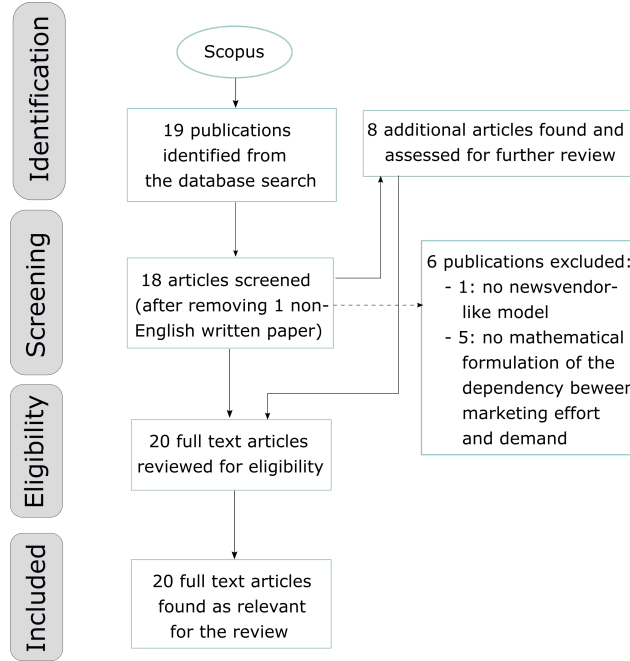 Identification
Scopus
19 publications
identified from
the database search
8 additional articles found and
assessed for further review
Screening
18 articles screened
(after removing 1 non-
English written paper)
6 publications excluded:
- 1: no newsvendor-
like model
- 5: no mathematical
formulation of the
dependency beweer
marketing effort
and demand
Eligibility
20 full text articles
reviewed for eligibility
Included
20 full text articles
found as relevant
for the review